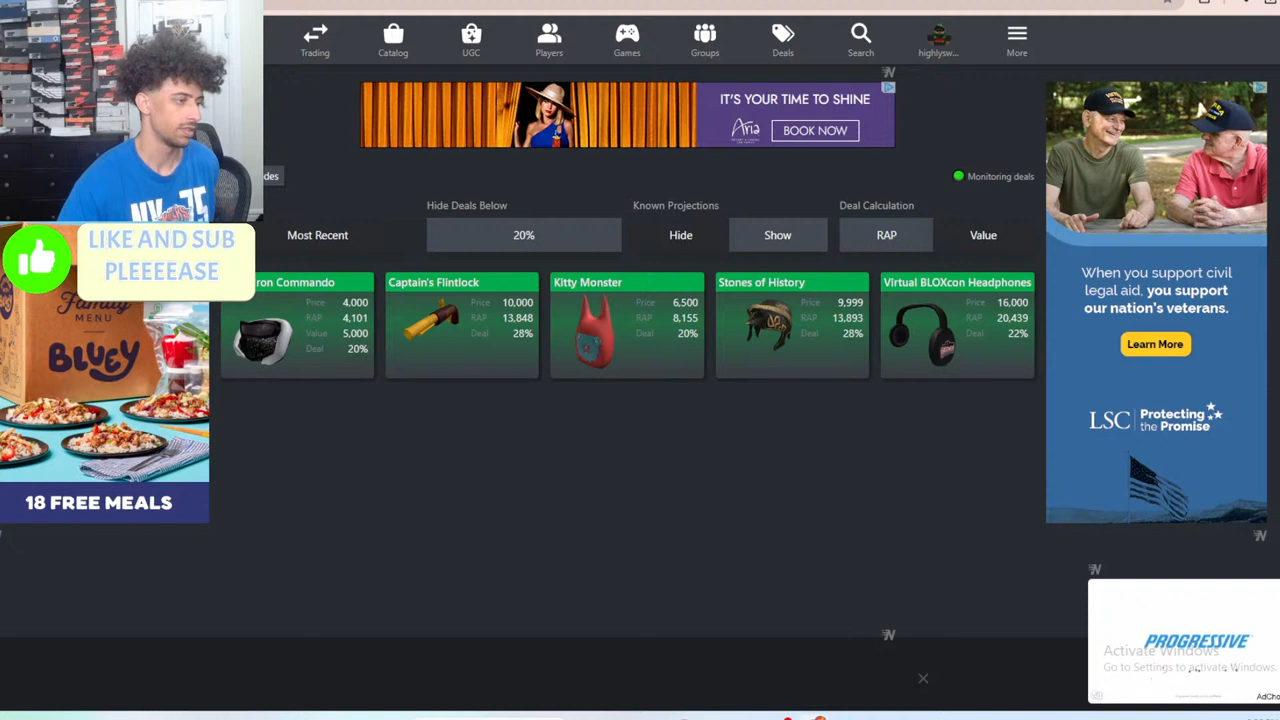 Trading
Catalog
UGC
Players
Games
Groups
Deals
Search
highlysw...
More
IT'S YOUR TIME TO SHINE
Aria
BOOK NOW
des
Monitoring deals
Hide Deals Below
Known Projections
Deal Calculation
Most Recent
20%
Hide
Show
RAP
Value
LIKE AND SUB
PLEEEEASE
ron Commando
Price 4,000
RAP 4,101
Value 5,000
Deal 20%
Captain's Flintlock
Price 10,000
RAP 13,848
Deal 28%
Kitty Monster
Price 6,500
RAP 8,155
Deal 20%
Stones of History
Price 9,999
RAP 13,893
Deal 28%
Virtual BLOXcon Headphones
Price 16,000
RAP 20,439
Deal 22%
Family
MENU
BLUEY
18 FREE MEALS
When you support civil
legal aid, you support
our nation's veterans.
Learn More
LSC Protecting
the Promise
PROGRESSIVE
Activate Windows
Go to Settings to activate Windows.
AdCho